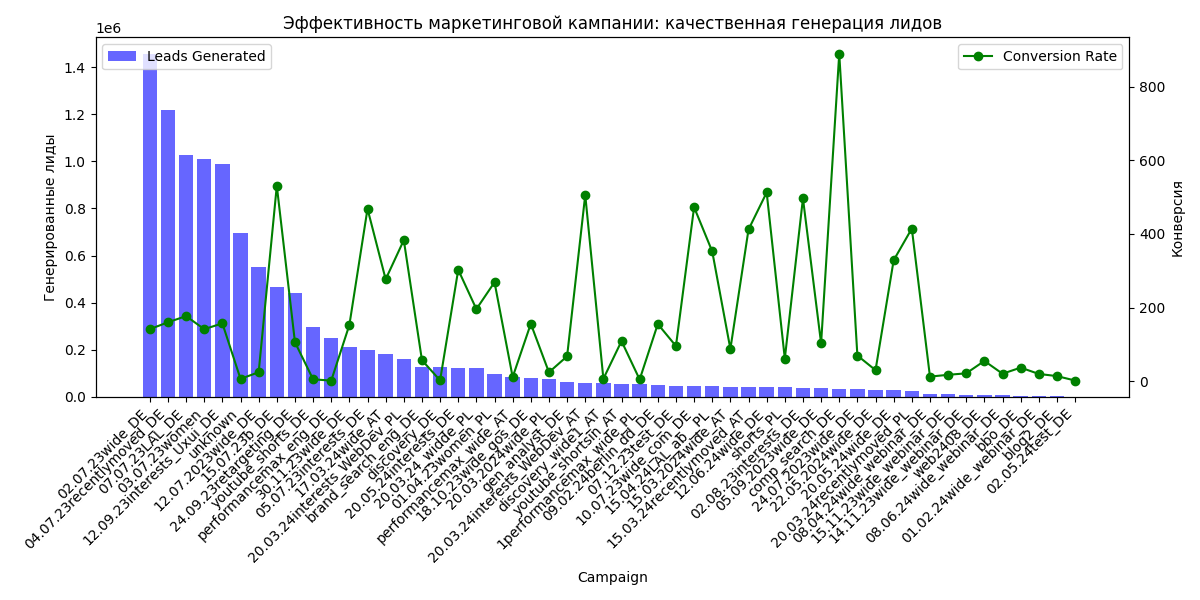 Эффективность маркетинговой кампании: качественная генерация лидов
1e6
Leads Generated
Conversion Rate
1.4
1.2
1.0
0.8
0.6
0.4
0.2
0.0
Генерированные лиды
800
600
400
200
0
Конверсия
02.07.23wide_DE
04.07.23recentlymoved_DE
07.07.23LAL_DE
03.07.23women
12.09.23interests_Uxui_DE
unknown
12.07.2023wide_DE
15.07.23b_DE
24.09.23retargeting_DE
youtube_shorts_DE
performancemax_eng_DE
30.11.23wide_DE
05.07.23interests_DE
17.03.24wide_AT
20.03.24interests_WebDev_PL
brand_search_eng_DE
discovery_DE
20.05.24interests_DE
20.03.24_widde_PL
01.04.23women_PL
performancemax_wide_AT
18.10.23wide_gos_DE
20.03.2024wide_PL
gen_analyst_DE
20.03.24interests_WebDev_AT
discovery_wide1_AT
youtube_shortsin_AT
1performancemax_wide_PL
09.02.24berlin_dd_DE
07.12.23test_DE
10.07.23wide_com_DE
15.04.24LAL_ab_PL
15.03.2024wide_AT
15.03.24recentlymoved_AT
12.06.24wide_DE
shorts_PL
02.08.23interests_DE
05.09.2023wide_DE
comp_search_DE
24.07.2023wide_DE
22.05.2024wide_DE
20.05.24wide_DE
20.03.24recentlymoved_PL
08.04.24wide_webinar_DE
15.11.23wide_webinar_DE
14.11.23wide_webinar_DE
08.06.24wide_web2408_DE
bbo_DE
01.02.24wide_webinar_DE
blog2_DE
02.05.24test_DE
Campaign